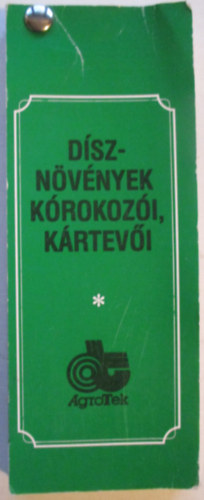 DÍSZ-
NÖVÉNYEK
KÓROKOZÓI,
KÁRTEVŐI
*
AgroTek